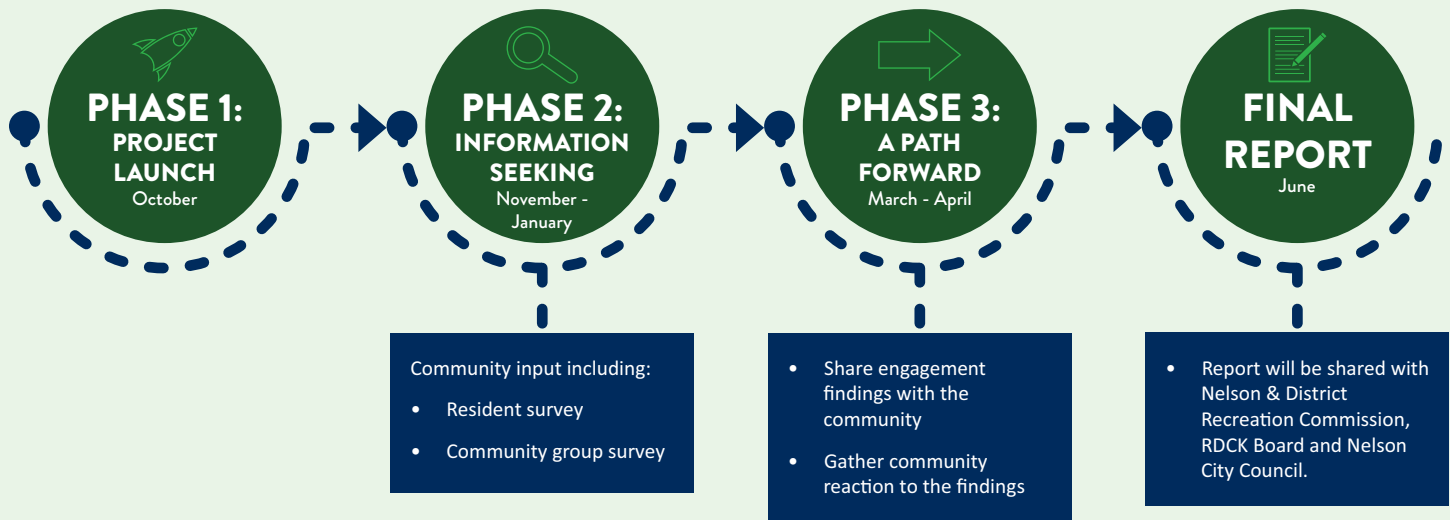 PHASE 1:
PROJECT
LAUNCH
October
PHASE 2:
INFORMATION
SEEKING
November -
January
PHASE 3:
A PATH
FORWARD
March - April
FINAL
REPORT
June
Community input including:
• Resident survey
• Community group survey
• Share engagement
findings with the
community
• Gather community
reaction to the findings
• Report will be shared with
Nelson & District
Recreation Commission,
RDCK Board and Nelson
City Council.